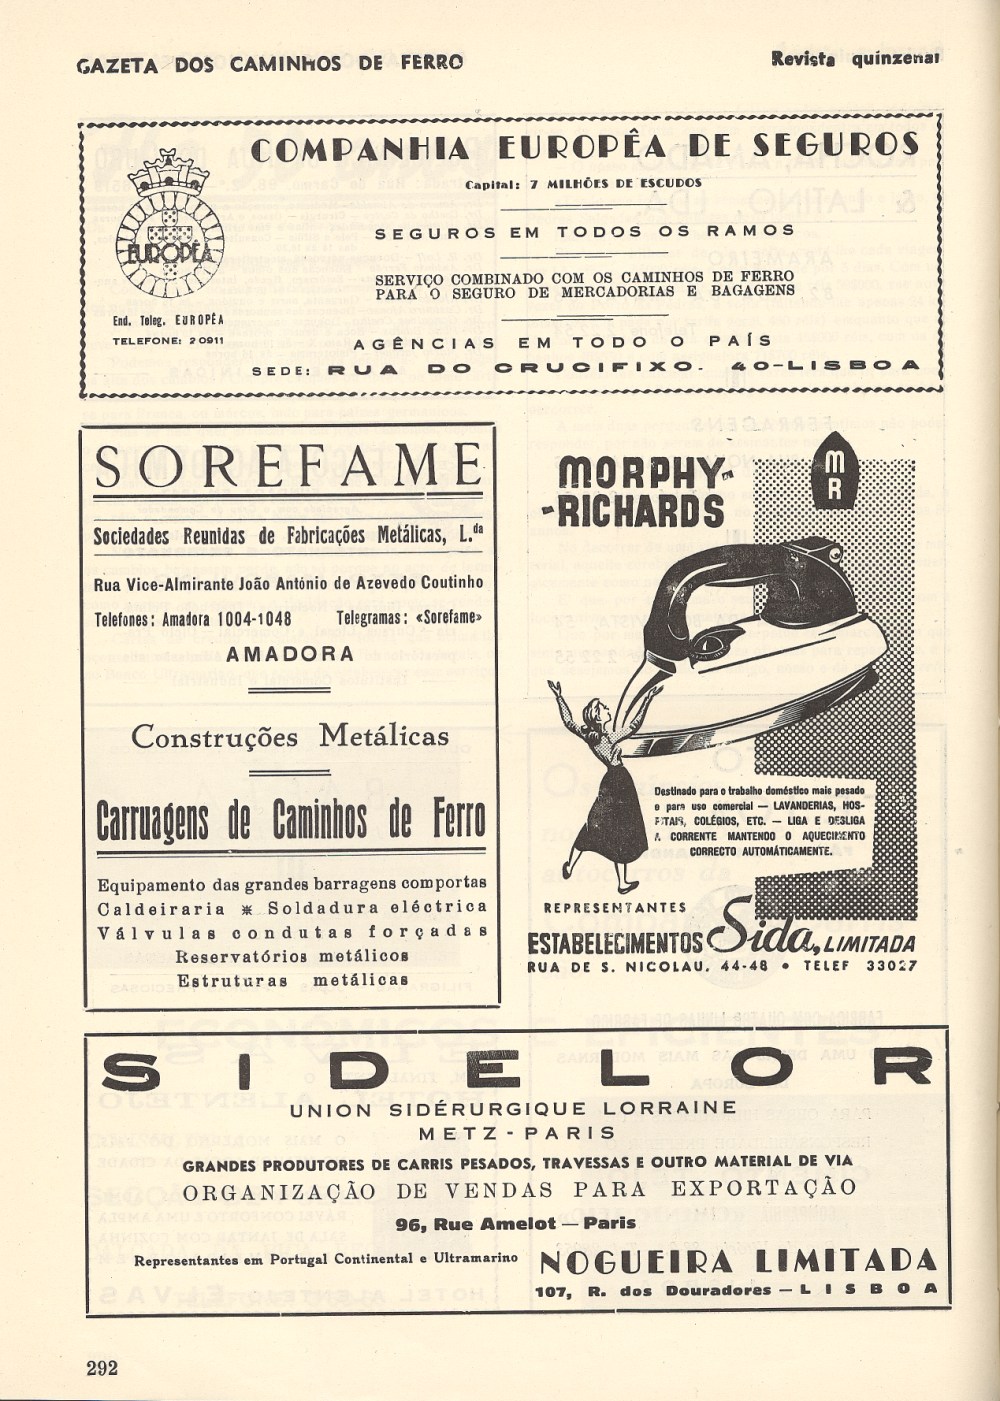 GAZETA DOS CAMINHOS DE FERRO
Revista quinzenal
COMPANHIA EUROPÊA DE SEGUROS
Capital: 7 MILHÕES DE ESCUDOS
SEGUROS EM TODOS OS RAMOS
SERVIÇO COMBINADO COM OS CAMINHOS DE FERRO
PARA O SEGURO DE MERCADORIAS E BAGAGENS
AGÊNCIAS EM TODO O PAÍS
SEDE: RUA DO CRUCIFIXO. 40-LISBOA
EUROPÊA
End. Teleg. EUROPÊA
TELEFONE: 20911
SOREFAME
Sociedades Reunidas de Fabricações Metálicas, L.da
Rua Vice-Almirante João António de Azevedo Coutinho
Telefones: Amadora 1004-1048 Telegramas: «Sorefame»
AMADORA
Construções Metálicas
Carruagens de Caminhos de Ferro
Equipamento das grandes barragens comportas
Caldeiraria * Soldadura eléctrica
Válvulas condutas forçadas
Reservatórios metálicos
Estruturas metálicas
MORPHY-
-RICHARDS
M
R
Destinado para o trabalho doméstico mais pesado
e para uso comercial — LAVANDERIAS, HOS-
PITAIS, COLÉGIOS, ETC. — LIGA E DESLIGA
A CORRENTE MANTENDO O AQUECIMENTO
CORRECTO AUTOMÁTICAMENTE.
REPRESENTANTES
ESTABELECIMENTOS Sida, LIMITADA
RUA DE S. NICOLAU. 44-48 • TELEF 33027
SIDELOR
UNION SIDÉRURGIQUE LORRAINE
METZ - PARIS
GRANDES PRODUTORES DE CARRIS PESADOS, TRAVESSAS E OUTRO MATERIAL DE VIA
ORGANIZAÇÃO DE VENDAS PARA EXPORTAÇÃO
96, Rue Amelot — Paris
Representantes em Portugal Continental e Ultramarino NOGUEIRA LIMITADA
107, R. dos Douradores — LISBOA
292